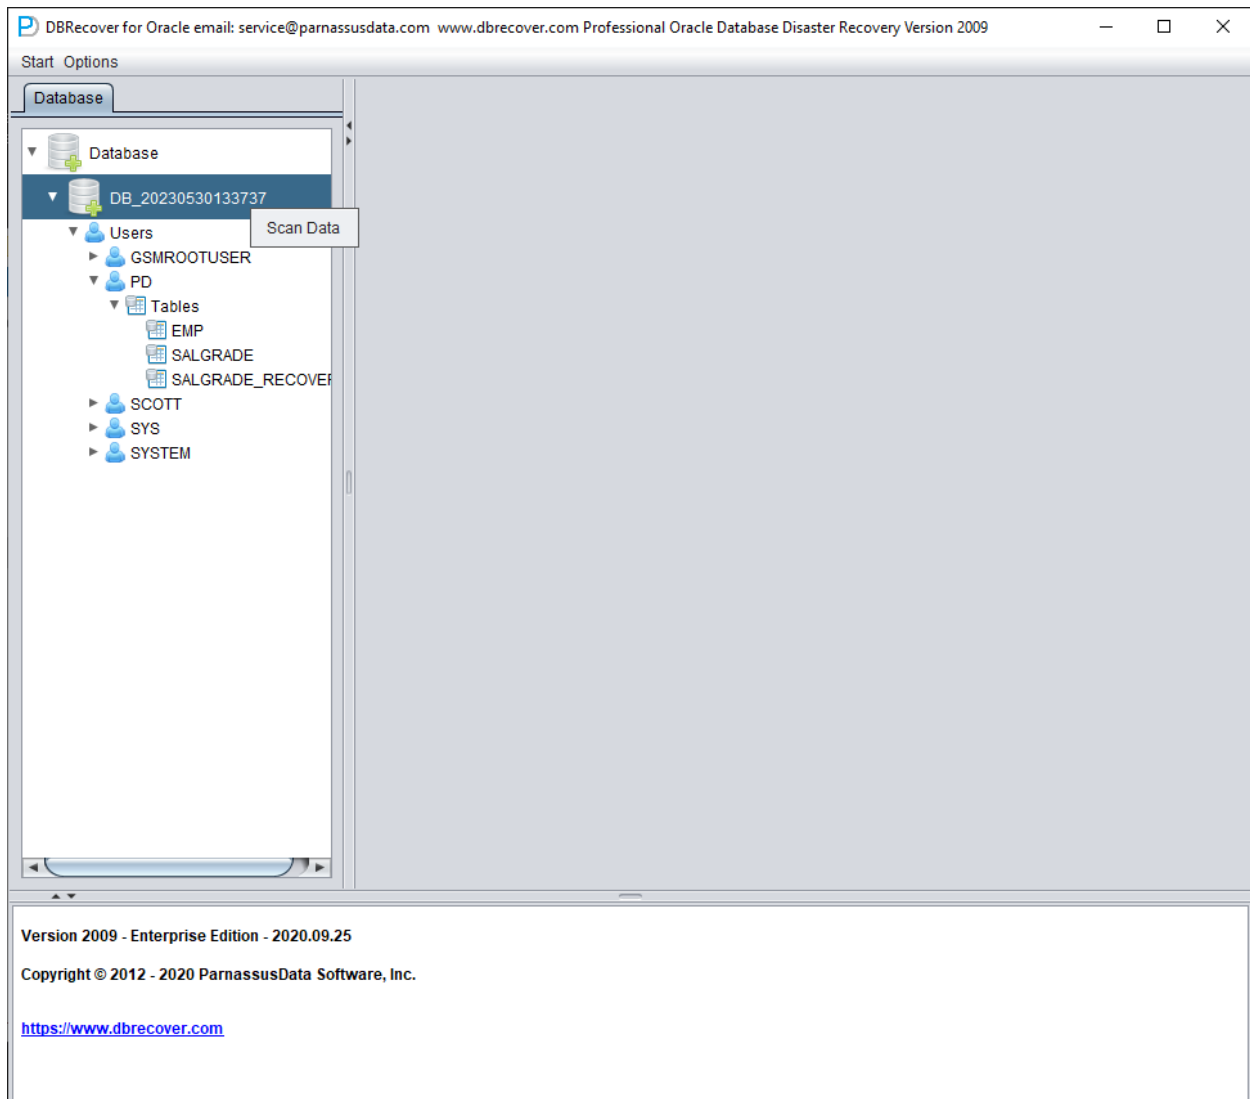 DBRecover for Oracle email: service@parnassusdata.com www.dbrecover.com Professional Oracle Database Disaster Recovery Version 2009
Start Options
Database
Database
DB_20230530133737
Scan Data
Users
GSMROOTUSER
PD
Tables
EMP
SALGRADE
SALGRADE_RECOVER
SCOTT
SYS
SYSTEM
Version 2009 - Enterprise Edition - 2020.09.25
Copyright © 2012 - 2020 ParnassusData Software, Inc.
https://www.dbrecover.com